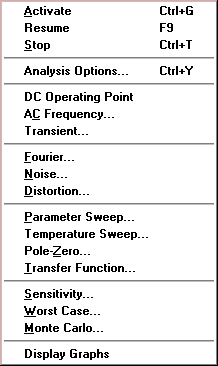 Activate Ctrl+G
Resume F9
Stop Ctrl+T
Analysis Options... Ctrl+Y
DC Operating Point
AC Frequency...
Transient...
Fourier...
Noise...
Distortion...
Parameter Sweep...
Temperature Sweep...
Pole-Zero...
Transfer Function...
Sensitivity...
Worst Case...
Monte Carlo...
Display Graphs